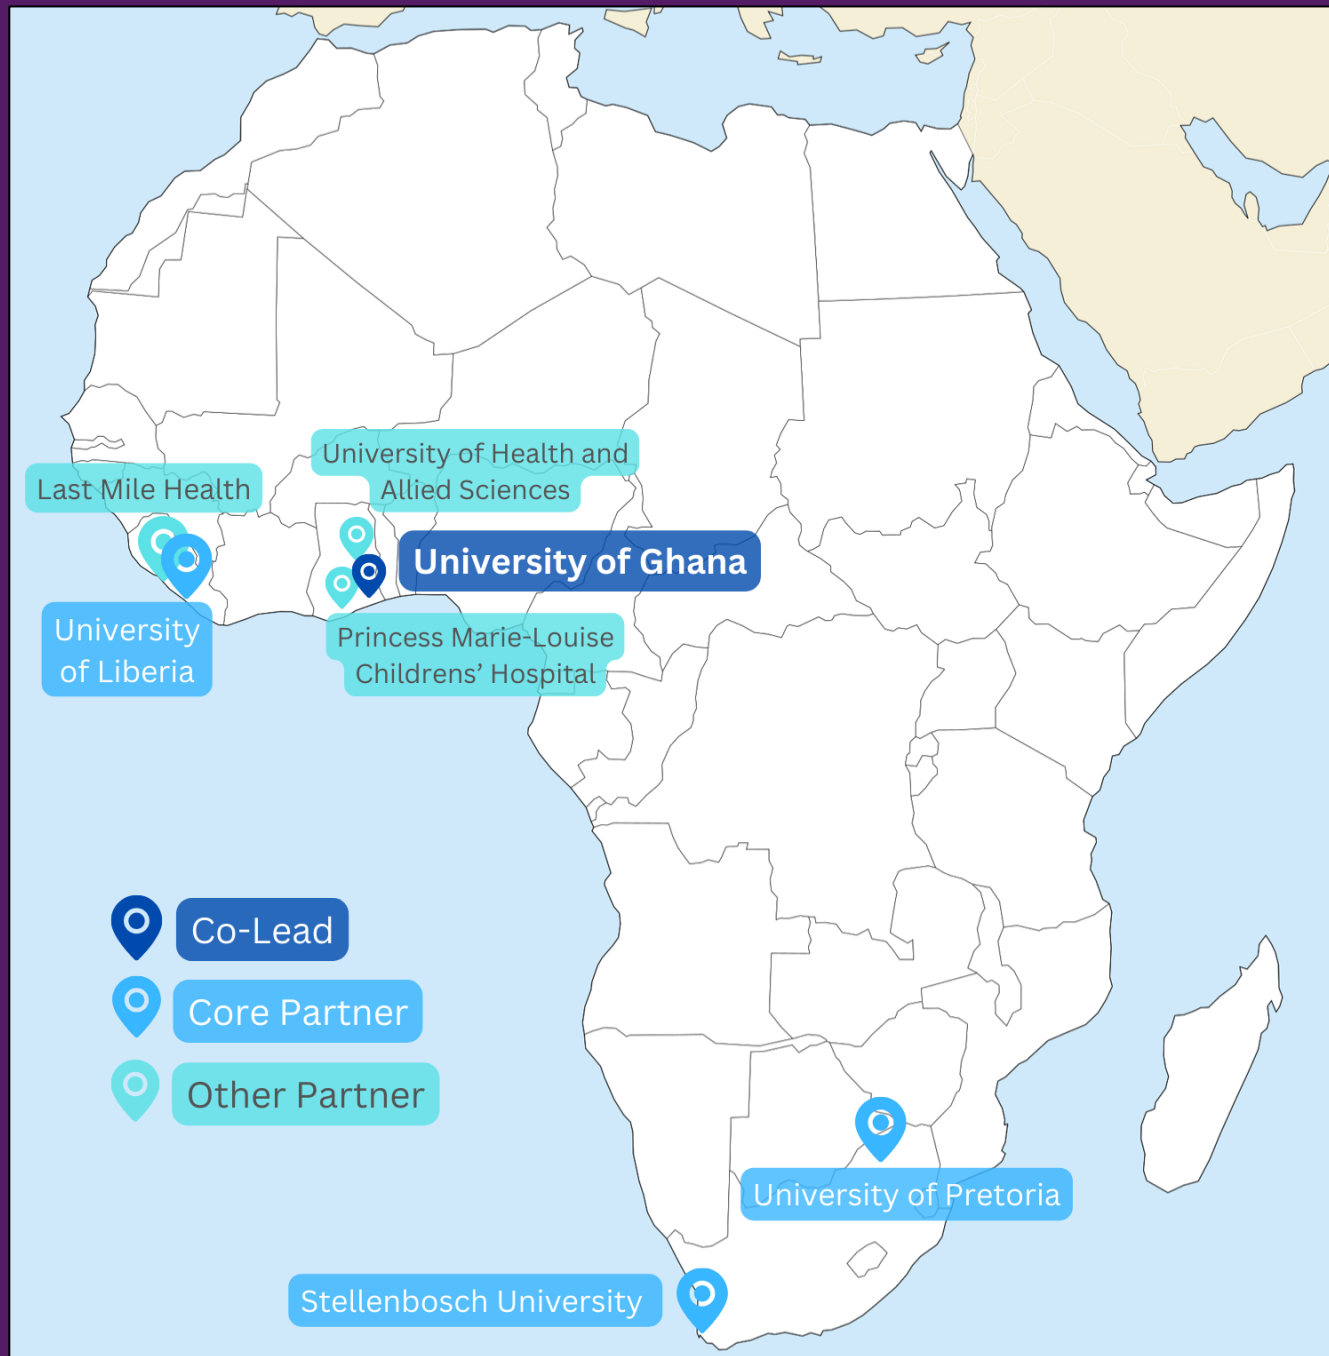 University of Health and
Allied Sciences
Last Mile Health
University of Ghana
University
of Liberia
Princess Marie-Louise
Childrens’ Hospital
Co-Lead
Core Partner
Other Partner
University of Pretoria
Stellenbosch University